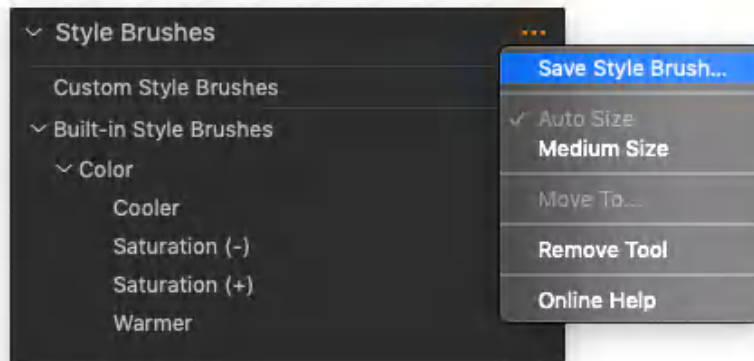 Style Brushes
Custom Style Brushes
Built-in Style Brushes
Color
Cooler
Saturation (-)
Saturation (+)
Warmer
Save Style Brush...
Auto Size
Medium Size
Move To...
Remove Tool
Online Help